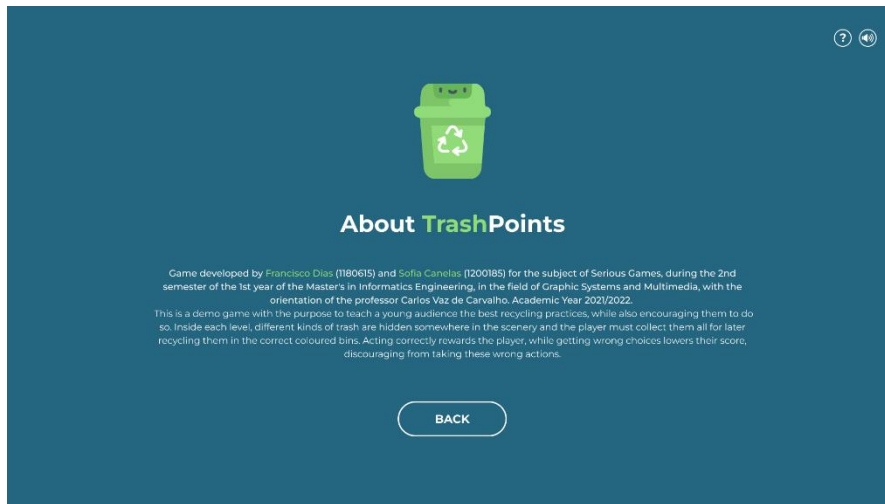 ?
About TrashPoints
Game developed by Francisco Dias (1180615) and Sofia Canelas (1200185) for the subject of Serious Games, during the 2nd
semester of the 1st year of the Master's in Informatics Engineering, in the field of Graphic Systems and Multimedia, with the
orientation of the professor Carlos Vaz de Carvalho. Academic Year 2021/2022.
This is a demo game with the purpose to teach a young audience the best recycling practices, while also encouraging them to do
so. Inside each level, different kinds of trash are hidden somewhere in the scenery and the player must collect them all for later
recycling them in the correct coloured bins. Acting correctly rewards the player, while getting wrong choices lowers their score,
discouraging from taking these wrong actions.
BACK